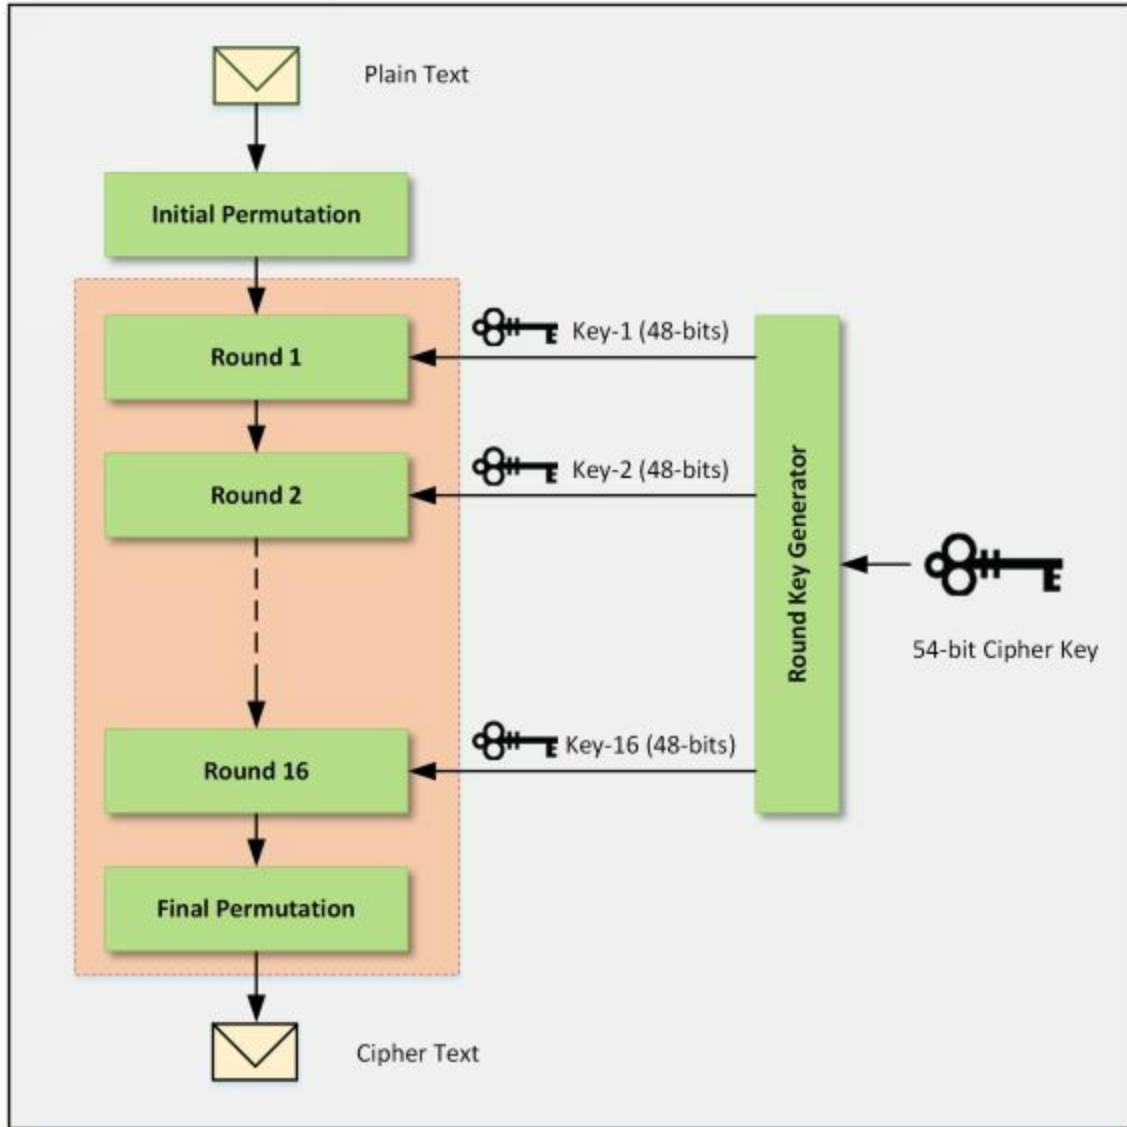 Plain Text
Initial Permutation
Round 1
Key-1 (48-bits)
Round 2
Key-2 (48-bits)
Round Key Generator
54-bit Cipher Key
Round 16
Key-16 (48-bits)
Final Permutation
Cipher Text